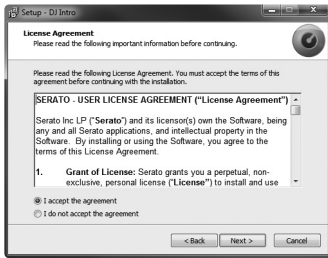 Setup - DJ Intro
License Agreement
Please read the following important information before continuing.
Please read the following License Agreement. You must accept the terms of this
agreement before continuing with the installation.
SERATO - USER LICENSE AGREEMENT ("License Agreement")
Serato Inc LP ("Serato") and its licensor(s) own the Software, being
any and all Serato applications, and intellectual property in the
Software. By installing or using the Software, you agree to the
terms of this License Agreement.
1. Grant of License: Serato grants you a perpetual, non-
exclusive, personal license ("License") to install and use
I accept the agreement
I do not accept the agreement
< Back Next > Cancel